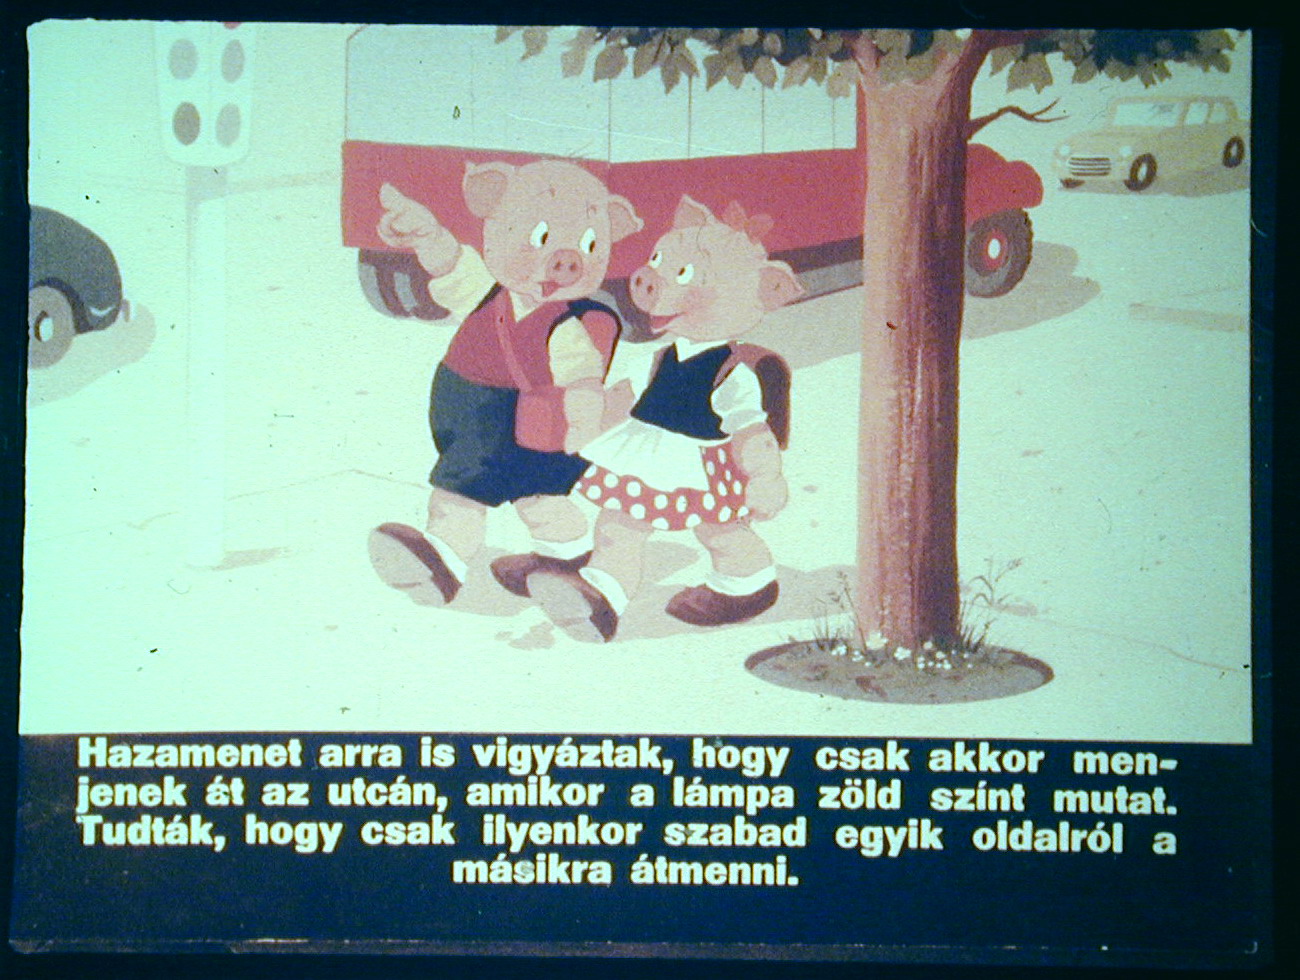 Hazamenet arra is vigyáztak, hogy csak akkor men-
jenek át az utcán, amikor a lámpa zöld színt mutat.
Tudták, hogy csak ilyenkor szabad egyik oldalról a
másikra átmenni.